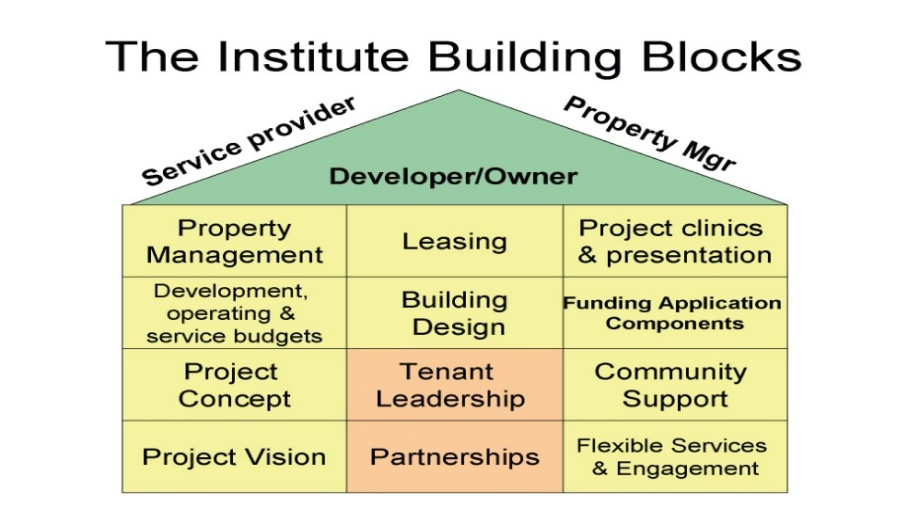 The Institute Building Blocks
Service provider
Property Mgr
Developer/Owner
Property
Management
Leasing
Project clinics
& presentation
Development,
operating &
service budgets
Building
Design
Funding Application
Components
Project
Concept
Tenant
Leadership
Community
Support
Project Vision
Partnerships
Flexible Services
& Engagement